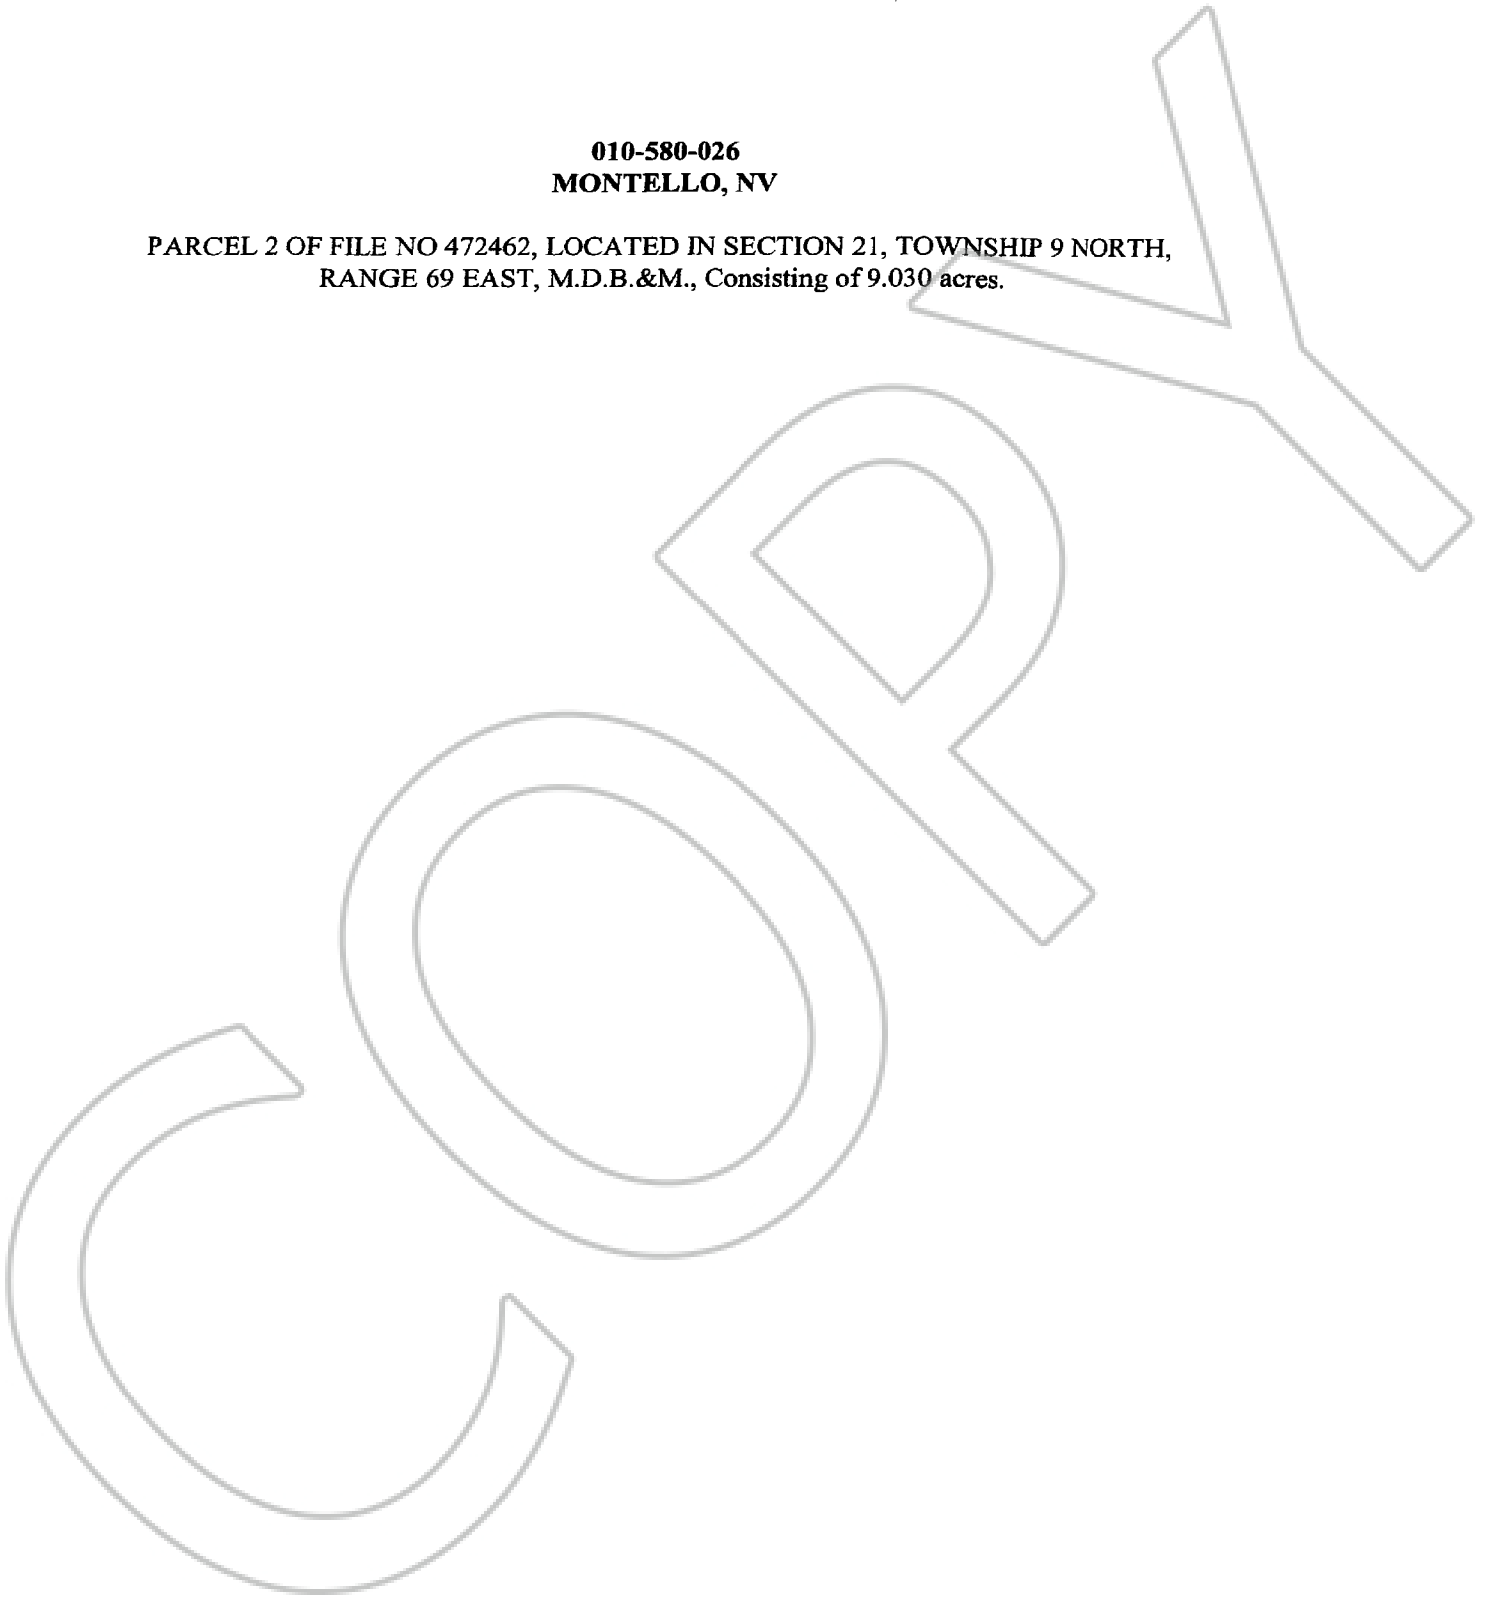 010-580-026
MONTELLO, NV
PARCEL 2 OF FILE NO 472462, LOCATED IN SECTION 21, TOWNSHIP 9 NORTH,
RANGE 69 EAST, M.D.B.&M., Consisting of 9.030 acres.
COPY